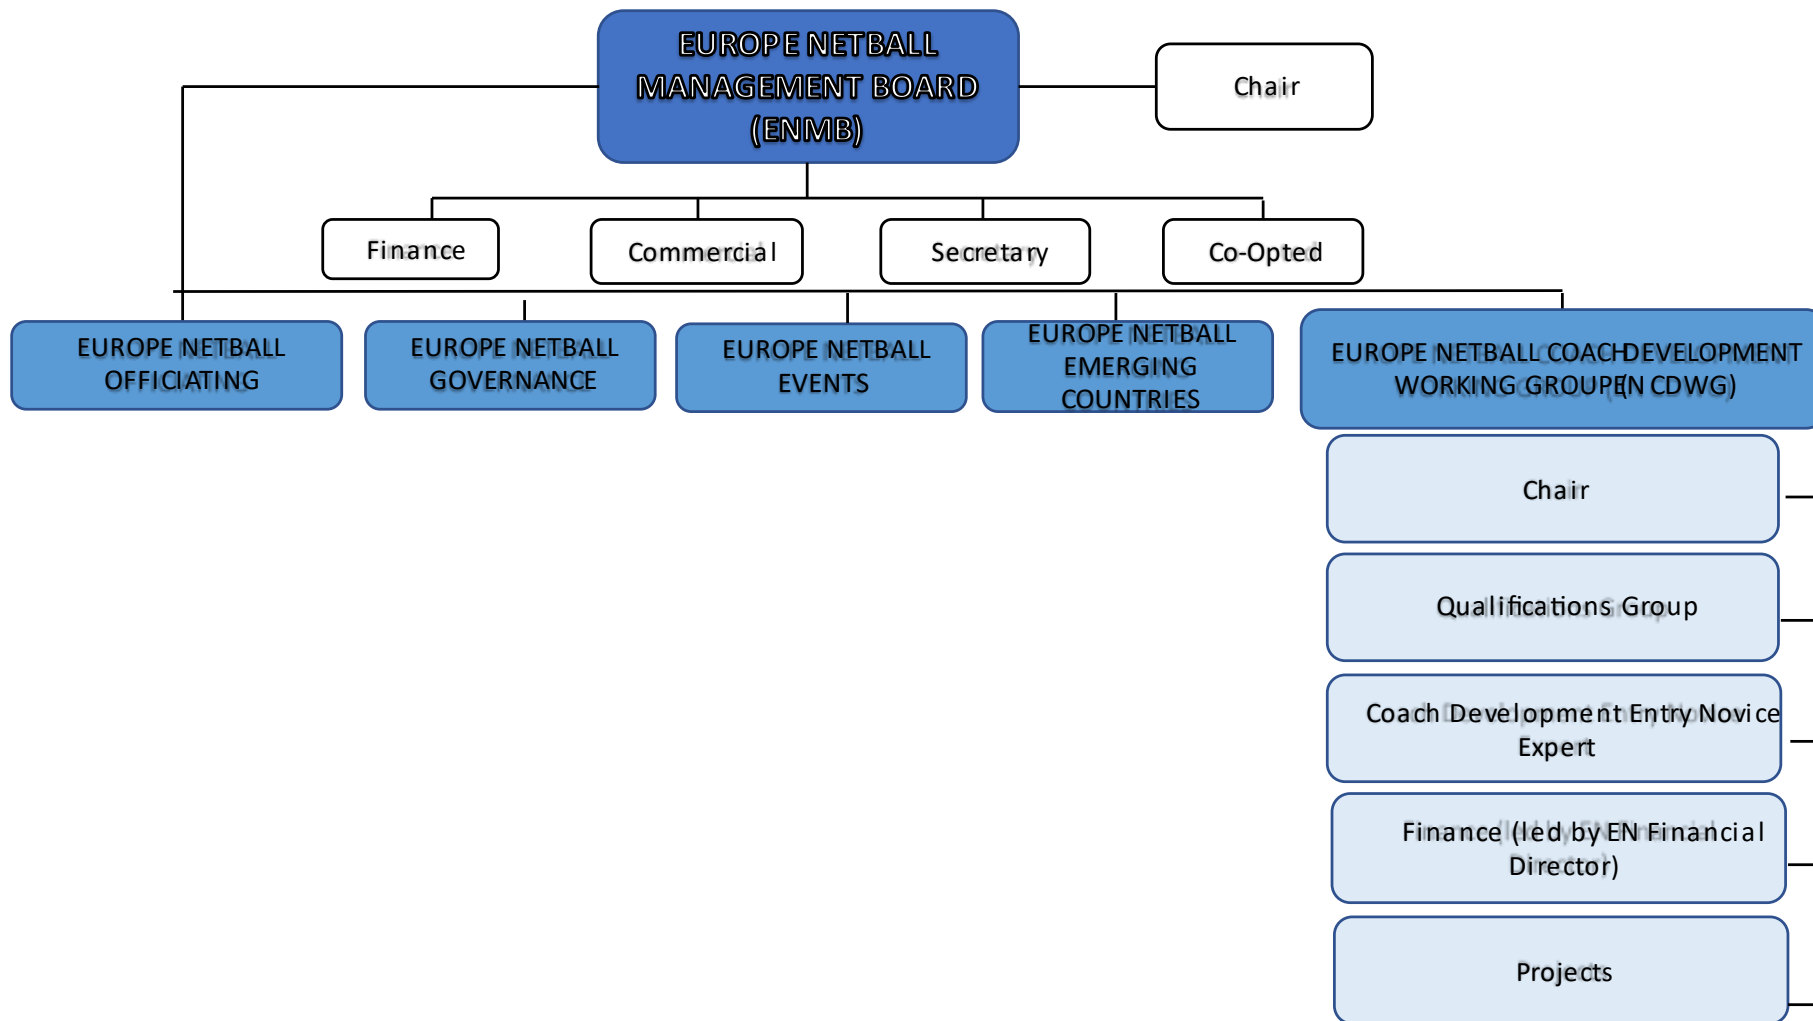 EUROPE NETBALL
MANAGEMENT BOARD
(ENMB)
Chair
Finance
Commercial
Secretary
Co-Opted
EUROPE NETBALL
OFFICIATING
EUROPE NETBALL
GOVERNANCE
EUROPE NETBALL
EVENTS
EUROPE NETBALL
EMERGING
COUNTRIES
EUROPE NETBALL COACH DEVELOPMENT
WORKING GROUP (EN CDWG)
Chair
Qualifications Group
Coach Development Entry Novice
Expert
Finance (led by EN Financial
Director)
Projects